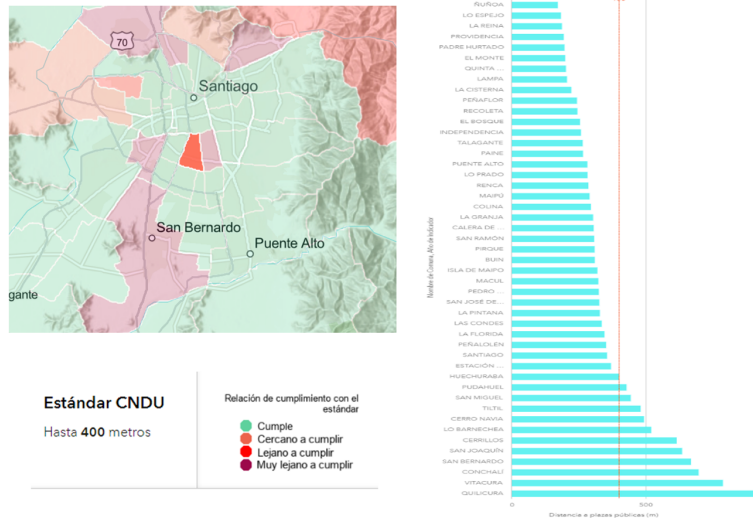 70
Santiago
San Bernardo
Puente Alto
gante
Estándar CNDU
Hasta 400 metros
Relación de cumplimiento con el
estándar
Cumple
Cercano a cumplir
Lejano a cumplir
Muy lejano a cumplir
Nombre de Comuna, Año de Indicador
ÑUÑOA
LO ESPEJO
LA REINA
PROVIDENCIA
PADRE HURTADO
EL MONTE
QUINTA ...
LAMPA
LA CISTERNA
PEÑAFLOR
RECOLETA
EL BOSQUE
INDEPENDENCIA
TALAGANTE
PAINE
PUENTE ALTO
LO PRADO
RENCA
MAIPÚ
COLINA
LA GRANJA
CALERA DE ...
SAN RAMÓN
PIRQUE
BUIN
ISLA DE MAIPO
MACUL
PEDRO ...
SAN JOSÉ DE...
LA PINTANA
LAS CONDES
LA FLORIDA
PEÑALOLÉN
SANTIAGO
ESTACIÓN ...
HUECHURABA
PUDAHUEL
SAN MIGUEL
TILTIL
CERRO NAVIA
LO BARNECHEA
CERRILLOS
SAN JOAQUÍN
SAN BERNARDO
CONCHALÍ
VITACURA
QUILICURA
0
500
Distancia a plazas públicas (m)